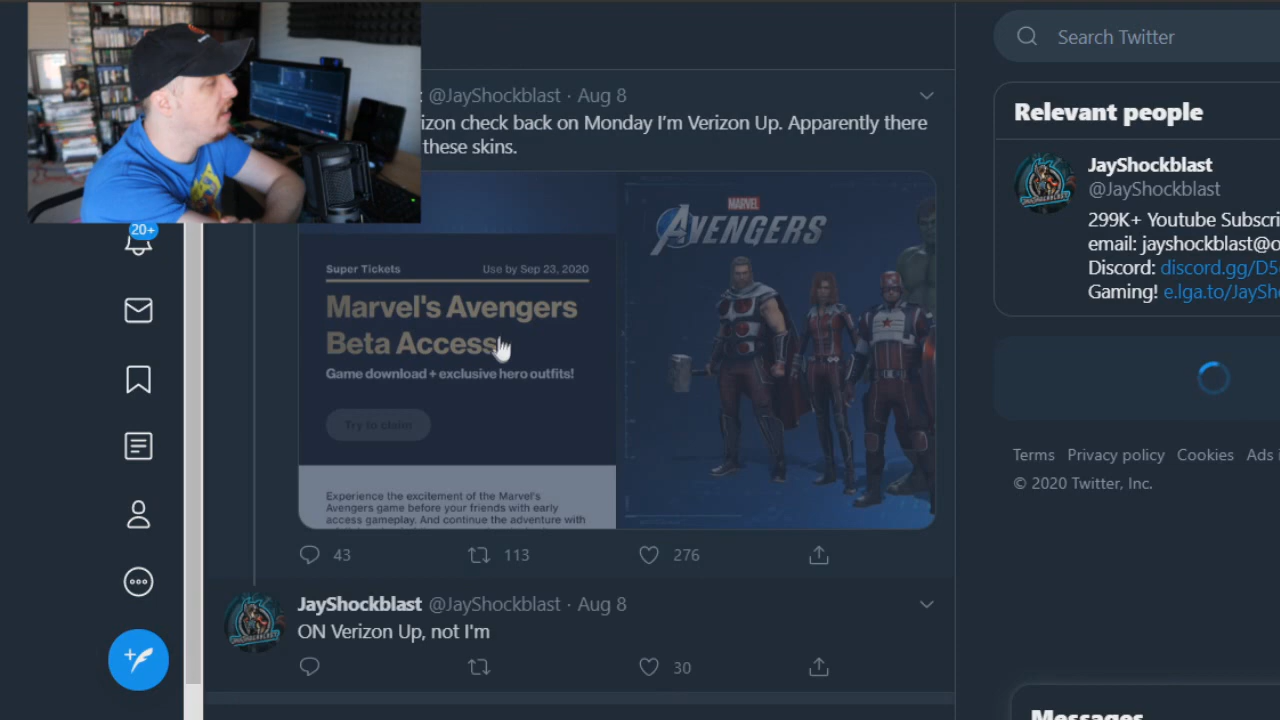 @JayShockblast · Aug 8
Search Twitter
izon check back on Monday I'm Verizon Up. Apparently there
these skins.
Relevant people
JayShockblast
@JayShockblast
299K+ Youtube Subscri
email: jayshockblast@o
Discord: discord.gg/D5
Gaming! e.lga.to/JaySh
20+
Super Tickets Use by Sep 23, 2020
Marvel's Avengers
Beta Access
Game download + exclusive hero outfits!
Try to claim
Experience the excitement of the Marvel's
Avengers game before your friends with early
access gameplay. And continue the adventure with
MARVEL
AVENGERS
Terms Privacy policy Cookies Ads
© 2020 Twitter, Inc.
43 113 276
JayShockblast @JayShockblast · Aug 8
ON Verizon Up, not I'm
30
Messages